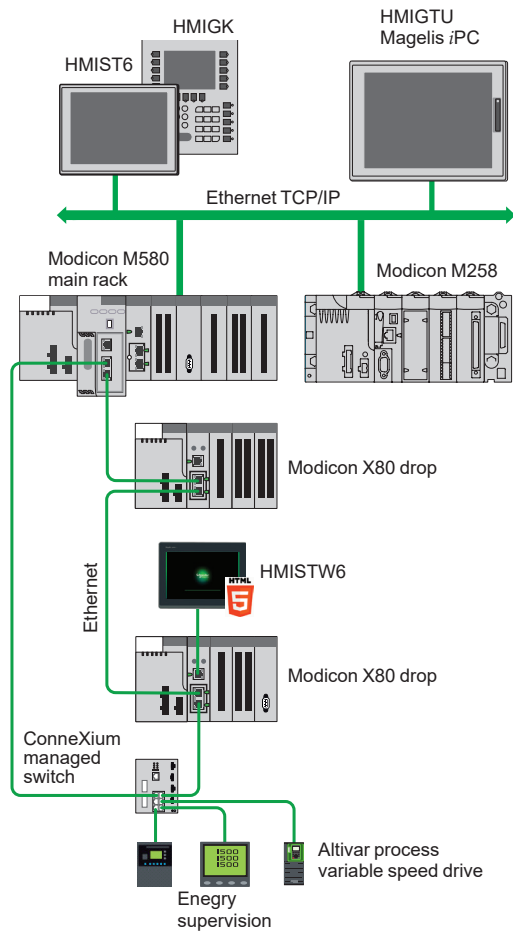 HMIGK
HMIST6
HMIGTU
Magelis iPC
Ethernet TCP/IP
Modicon M580
main rack
Modicon M258
Modicon X80 drop
HMISTW6
HTML
5
Ethernet
Modicon X80 drop
ConneXium
managed
switch
1500
1500
1500
Altivar process
variable speed drive
Enegry
supervision